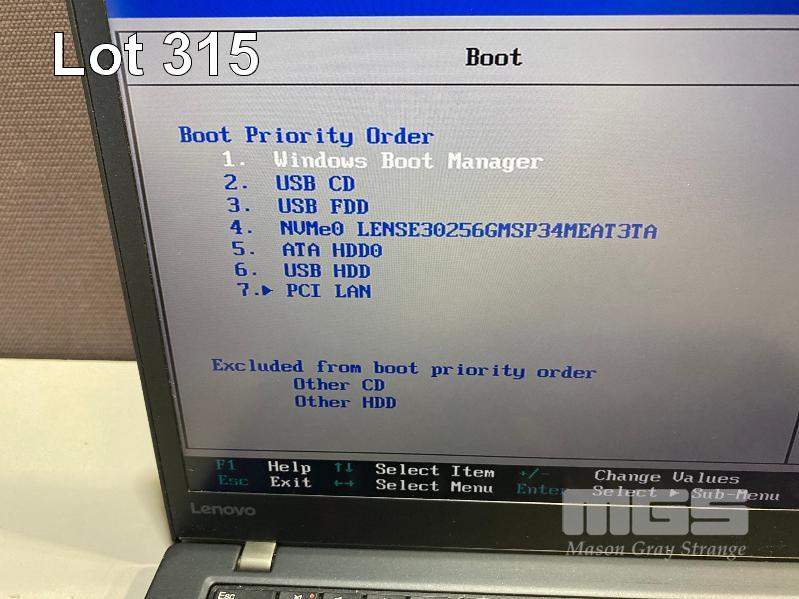 Lot 315
Boot
Boot Priority Order
1. Windows Boot Manager
2. USB CD
3. USB FDD
4. NVMe0 LENSE30256GMSP34MEAT3TA
5. ATA HDD0
6. USB HDD
7.▶ PCI LAN
Excluded from boot priority order
Other CD
Other HDD
F1 Help ↑↓ Select Item +/- Change Values
Esc Exit ←→ Select Menu Enter Select ▶ Sub-Menu
Lenovo
MGS
Mason Gray Strange
Esc